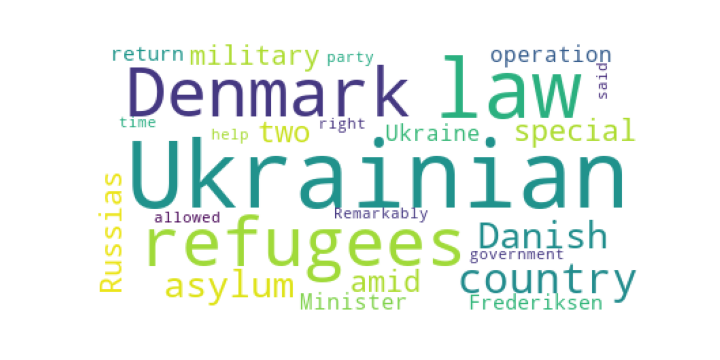 return military party operation
Denmark law said
time help two right Ukraine special
Ukrainian
Russias allowed Remarkably
refugees Danish
government
asylum amid country
Minister Frederiksen